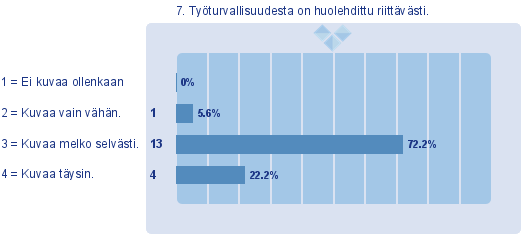 7. Työturvallisuudesta on huolehdittu riittävästi.
1 = Ei kuvaa ollenkaan 0%
2 = Kuvaa vain vähän. 1 5.6%
3 = Kuvaa melko selvästi. 13 72.2%
4 = Kuvaa täysin. 4 22.2%